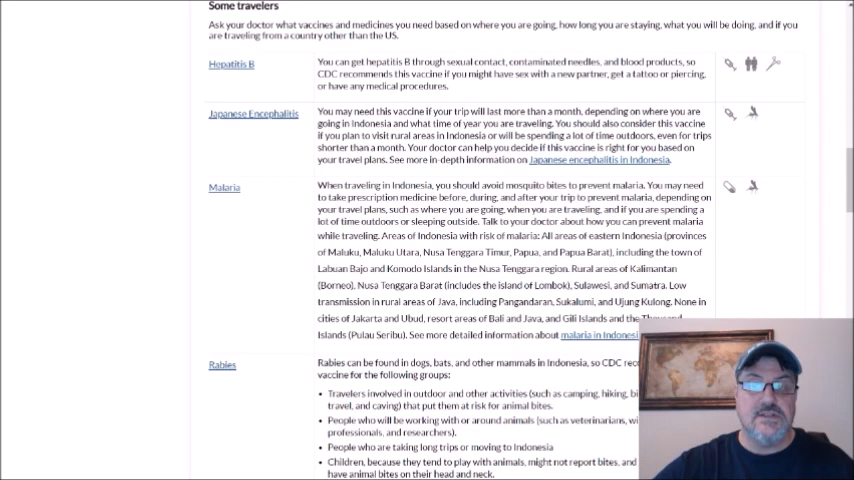 Some travelers
Ask your doctor what vaccines and medicines you need based on where you are going, how long you are staying, what you will be doing, and if you
are traveling from a country other than the US.
Hepatitis B
You can get hepatitis B through sexual contact, contaminated needles, and blood products, so
CDC recommends this vaccine if you might have sex with a new partner, get a tattoo or piercing,
or have any medical procedures.
Japanese Encephalitis
You may need this vaccine if your trip will last more than a month, depending on where you are
going in Indonesia and what time of year you are traveling. You should also consider this vaccine
if you plan to visit rural areas in Indonesia or will be spending a lot of time outdoors, even for trips
shorter than a month. Your doctor can help you decide if this vaccine is right for you based on
your travel plans. See more in-depth information on Japanese encephalitis in Indonesia.
Malaria
When traveling in Indonesia, you should avoid mosquito bites to prevent malaria. You may need
to take prescription medicine before, during, and after your trip to prevent malaria, depending on
your travel plans, such as where you are going, when you are traveling, and if you are spending a
lot of time outdoors or sleeping outside. Talk to your doctor about how you can prevent malaria
while traveling. Areas of Indonesia with risk of malaria: All areas of eastern Indonesia (provinces
of Maluku, Maluku Utara, Nusa Tenggara Timur, Papua, and Papua Barat), including the town of
Labuan Bajo and Komodo Islands in the Nusa Tenggara region. Rural areas of Kalimantan
(Borneo), Nusa Tenggara Barat (includes the island of Lombok), Sulawesi, and Sumatra. Low
transmission in rural areas of Java, including Pangandaran, Sukalumi, and Ujung Kulong. None in
cities of Jakarta and Ubud, resort areas of Bali and Java, and Gili Islands and the
Islands (Pulau Seribu). See more detailed information about malaria in
Rabies
Rabies can be found in dogs, bats, and other mammals in Indonesia, so CDC
vaccine for the following groups:
• Travelers involved in outdoor and other activities (such as camping, hiking,
travel, and caving) that put them at risk for animal bites.
• People who will be working with or around animals (such as veterinarians,
professionals, and researchers).
• People who are taking long trips or moving to Indonesia
• Children, because they tend to play with animals, might not report bites, and
have animal bites on their head and neck.